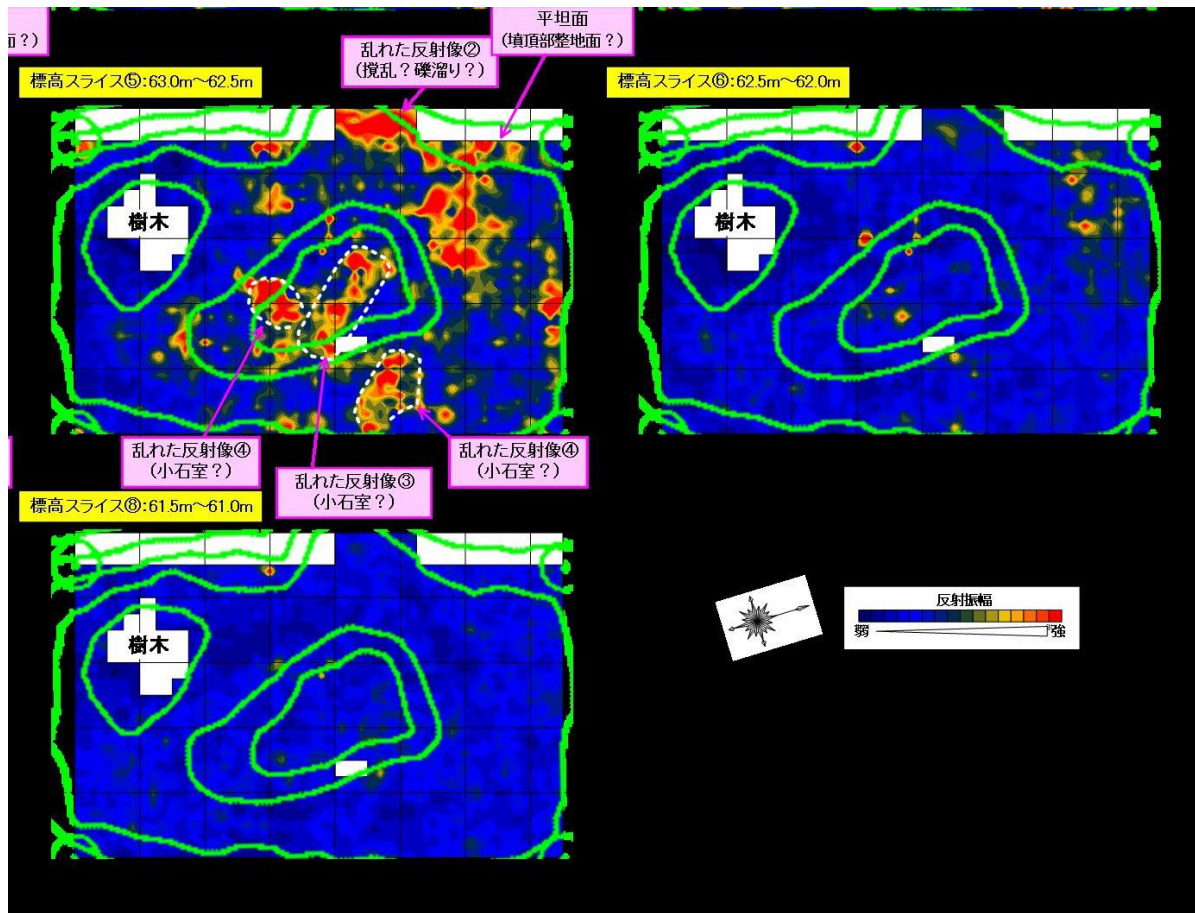 面?)
平坦面
(墳頂部整地面?)
乱れた反射像②
(撹乱?礫溜り?)
標高スライス⑤:63.0m～62.5m
標高スライス⑥:62.5m～62.0m
樹木
樹木
乱れた反射像④
(小石室?)
乱れた反射像③
(小石室?)
乱れた反射像④
(小石室?)
標高スライス⑧:61.5m～61.0m
樹木
反射振幅
弱
強